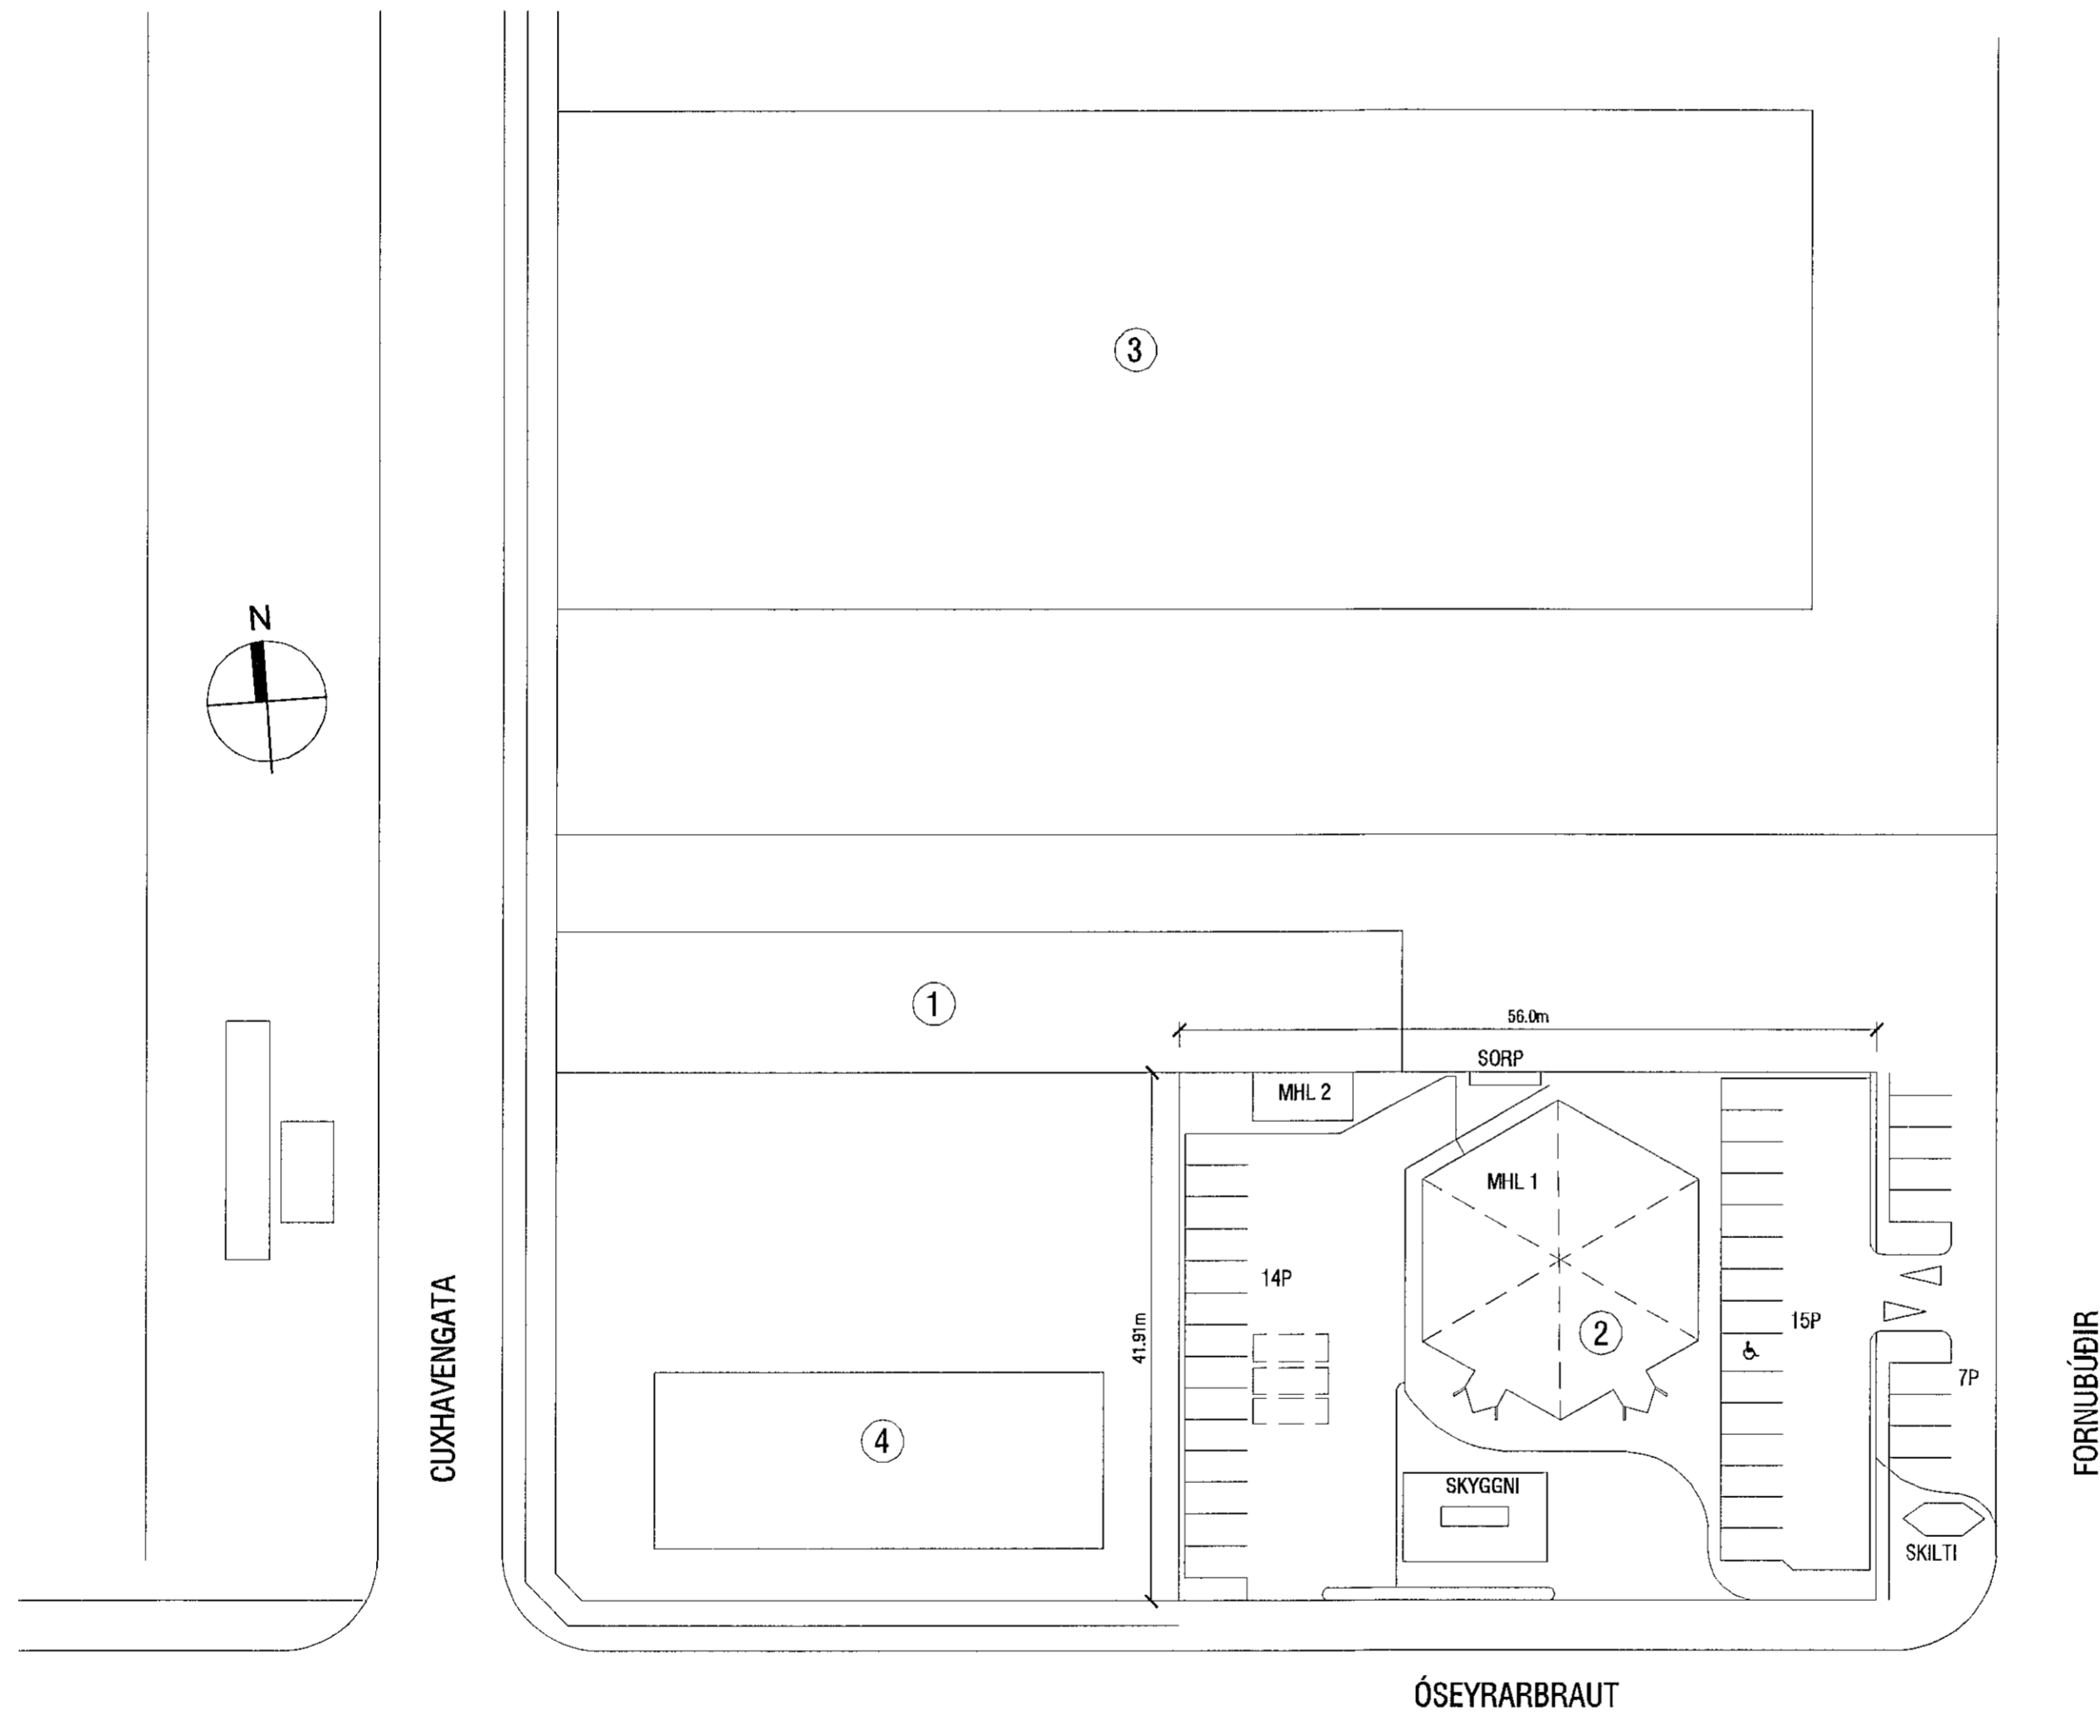 3
N
1
56.0m
SORP
MHL 2
MHL 1
14P
2
15P
41.91m
7P
CUXHAVENGATA
FORNUBÚÐIR
4
SKYGGNI
SKILTI
ÓSEYRARBRAUT